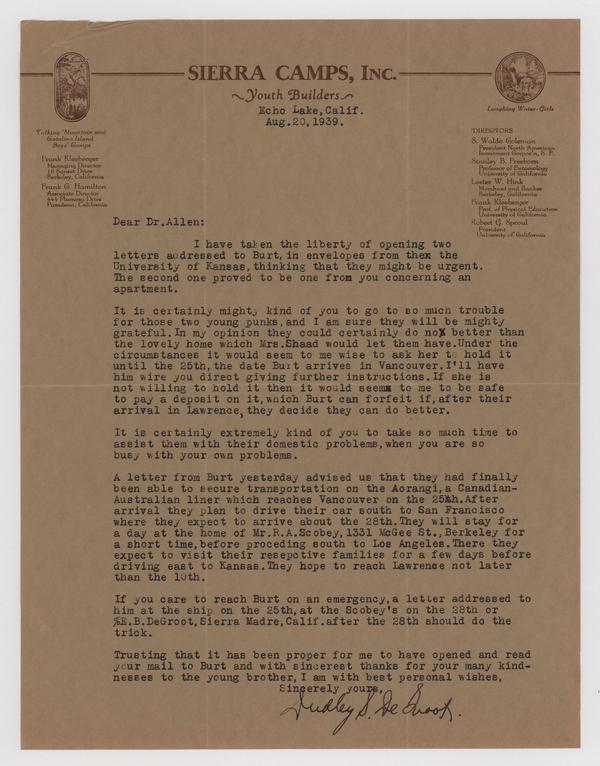 SIERRA CAMPS, INC.
Youth Builders
Echo Lake,Calif.
Aug.20,1939.
Laughing Water-Girls
Talking Mountain and
Catalina Island
Boys' Camps
Frank Kleeberger
Managing Director
16 Sunset Drive
Berkeley, California
Frank G. Hamilton
Associate Director
Pasadena, California
DIRECTORS
S. Waldo Coleman
President North American
Investment Corpor'n, S. F.
Stanley B. Freeborn
Professor of Entomology
University of California
Lester W. Hink
Merchant and Banker
Berkeley, California
Frank Kleeberger
Prof. of Physical Education
University of California
Robert G. Sproul
President
University of California
Dear Dr.Allen:
I have taken the liberty of opening two
letters addressed to Burt,in envelopes from thex the
University of Kansas,thinking that they might be urgent.
The second one proved to be one from you concerning an
apartment.
It is certainly mighty kind of you to go to so much trouble
for those two young punks,and I am sure they will be mighty
grateful.In my opinion they could certainly do no better than
the lovely home which Mrs.Shaad would let them have.Under the
circumstances it would seem to me wise to ask her to hold it
until the 25th,the date Burt arrives in Vancouver.I'll have
him wire you direct giving further instructions.If she is
not willing to hold it then it would seem to me to be safe
to pay a deposit on it,which Burt can forfeit if,after their
arrival in Lawrence,they decide they can do better.
It is certainly extremely kind of you to take so much time to
assist them with their domestic problems,when you are so
busy with your own problems.
A letter from Burt yesterday advised us that they had finally
been able to secure transportation on the Aorangi,a Canadian-
Australian liner which reaches Vancouver on the 25th.After
arrival they plan to drive their car south to San Francisco
where they expect to arrive about the 28th.They will stay for
a day at the home of Mr.R.A.Scobey,1331 McGee St.,Berkeley for
a short time,before proceding south to Los Angeles.There they
expect to visit their resepctive families for a few days before
driving east to Kansas.They hope to reach Lawrence not later
than the 10th.
If you care to reach Burt on an emergency,a letter addressed to
him at the ship on the 25th,at the Scobey's on the 28th or
%E.B.DeGroot,Sierra Madre,Calif.after the 28th should do the
trick.
Trusting that it has been proper for me to have opened and read
your mail to Burt and with sincerest thanks for your many kind-
nesses to the young brother,I am with best personal wishes,
Sincerely yours,
Dudley S. De Groot.